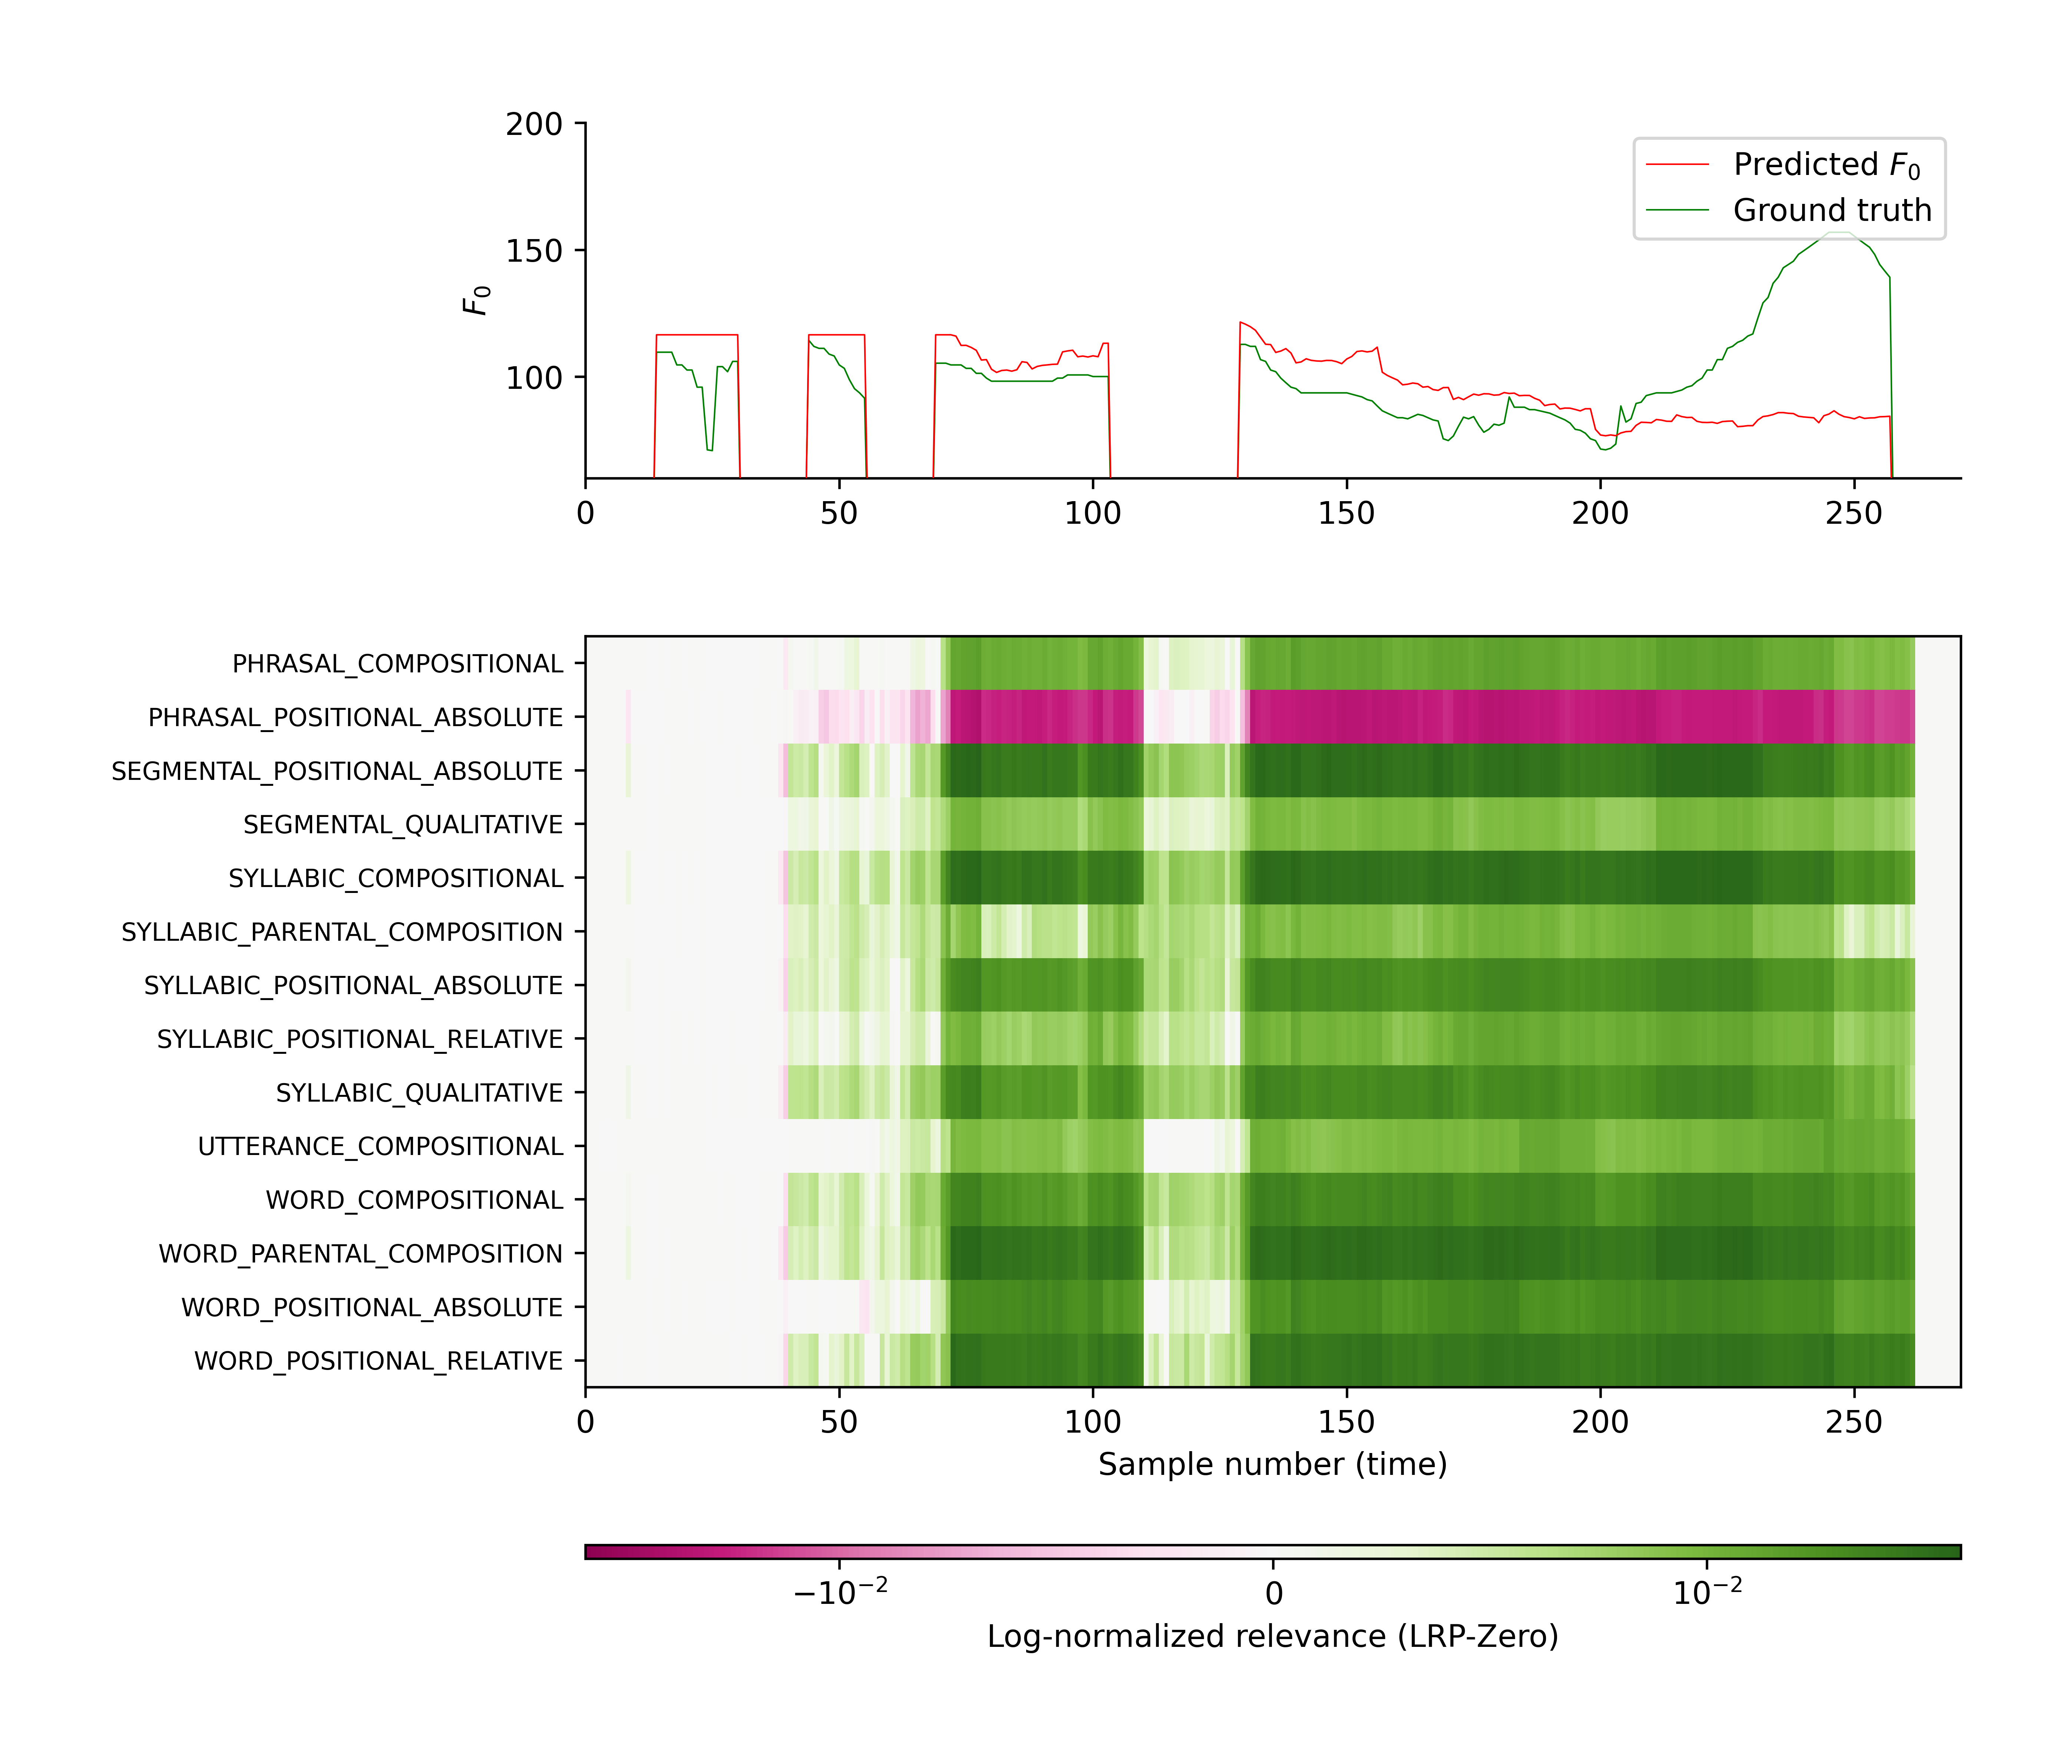 200
150
100
F0
Predicted F0
Ground truth
0 50 100 150 200 250
PHRASAL_COMPOSITIONAL
PHRASAL_POSITIONAL_ABSOLUTE
SEGMENTAL_POSITIONAL_ABSOLUTE
SEGMENTAL_QUALITATIVE
SYLLABIC_COMPOSITIONAL
SYLLABIC_PARENTAL_COMPOSITION
SYLLABIC_POSITIONAL_ABSOLUTE
SYLLABIC_POSITIONAL_RELATIVE
SYLLABIC_QUALITATIVE
UTTERANCE_COMPOSITIONAL
WORD_COMPOSITIONAL
WORD_PARENTAL_COMPOSITION
WORD_POSITIONAL_ABSOLUTE
WORD_POSITIONAL_RELATIVE
0 50 100 150 200 250
Sample number (time)
−10⁻² 0 10⁻²
Log-normalized relevance (LRP-Zero)